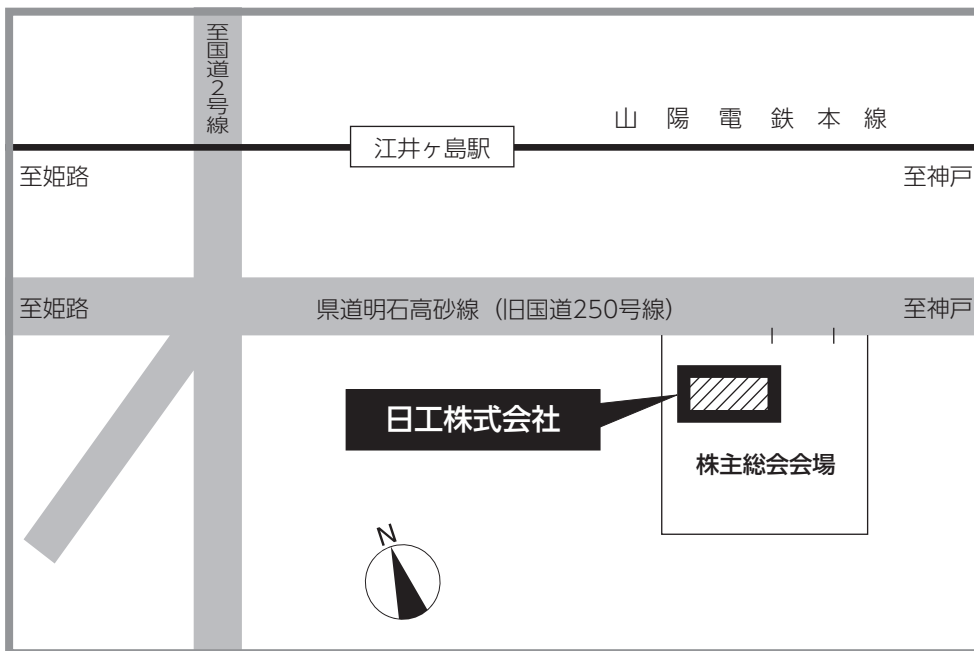 至国道2号線
山陽電鉄本線
江井ヶ島駅
至姫路
至神戸
至姫路
県道明石高砂線（旧国道250号線）
至神戸
日工株式会社
株主総会会場
N